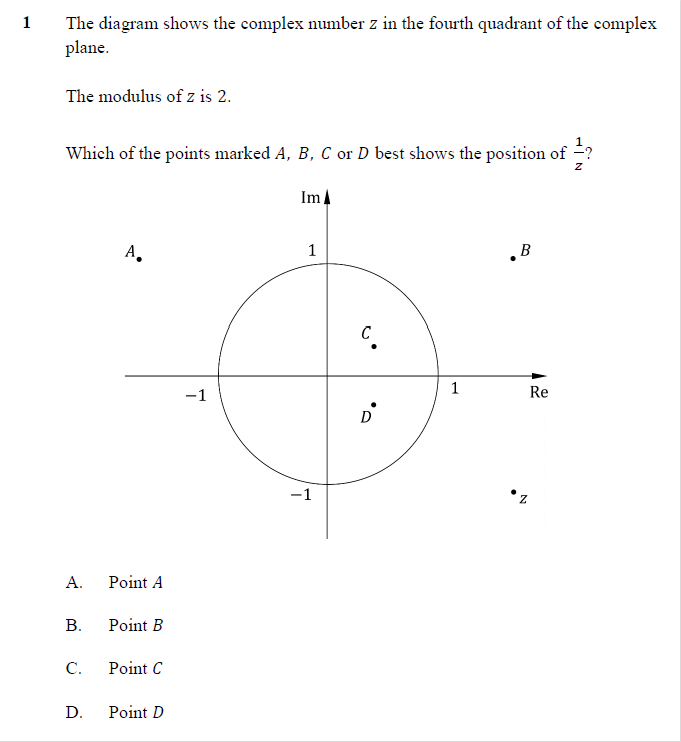 1 The diagram shows the complex number z in the fourth quadrant of the complex
plane.
The modulus of z is 2.
Which of the points marked A, B, C or D best shows the position of 1/z?
Im
A
1
B
C
−1
1
Re
D
−1
z
A. Point A
B. Point B
C. Point C
D. Point D